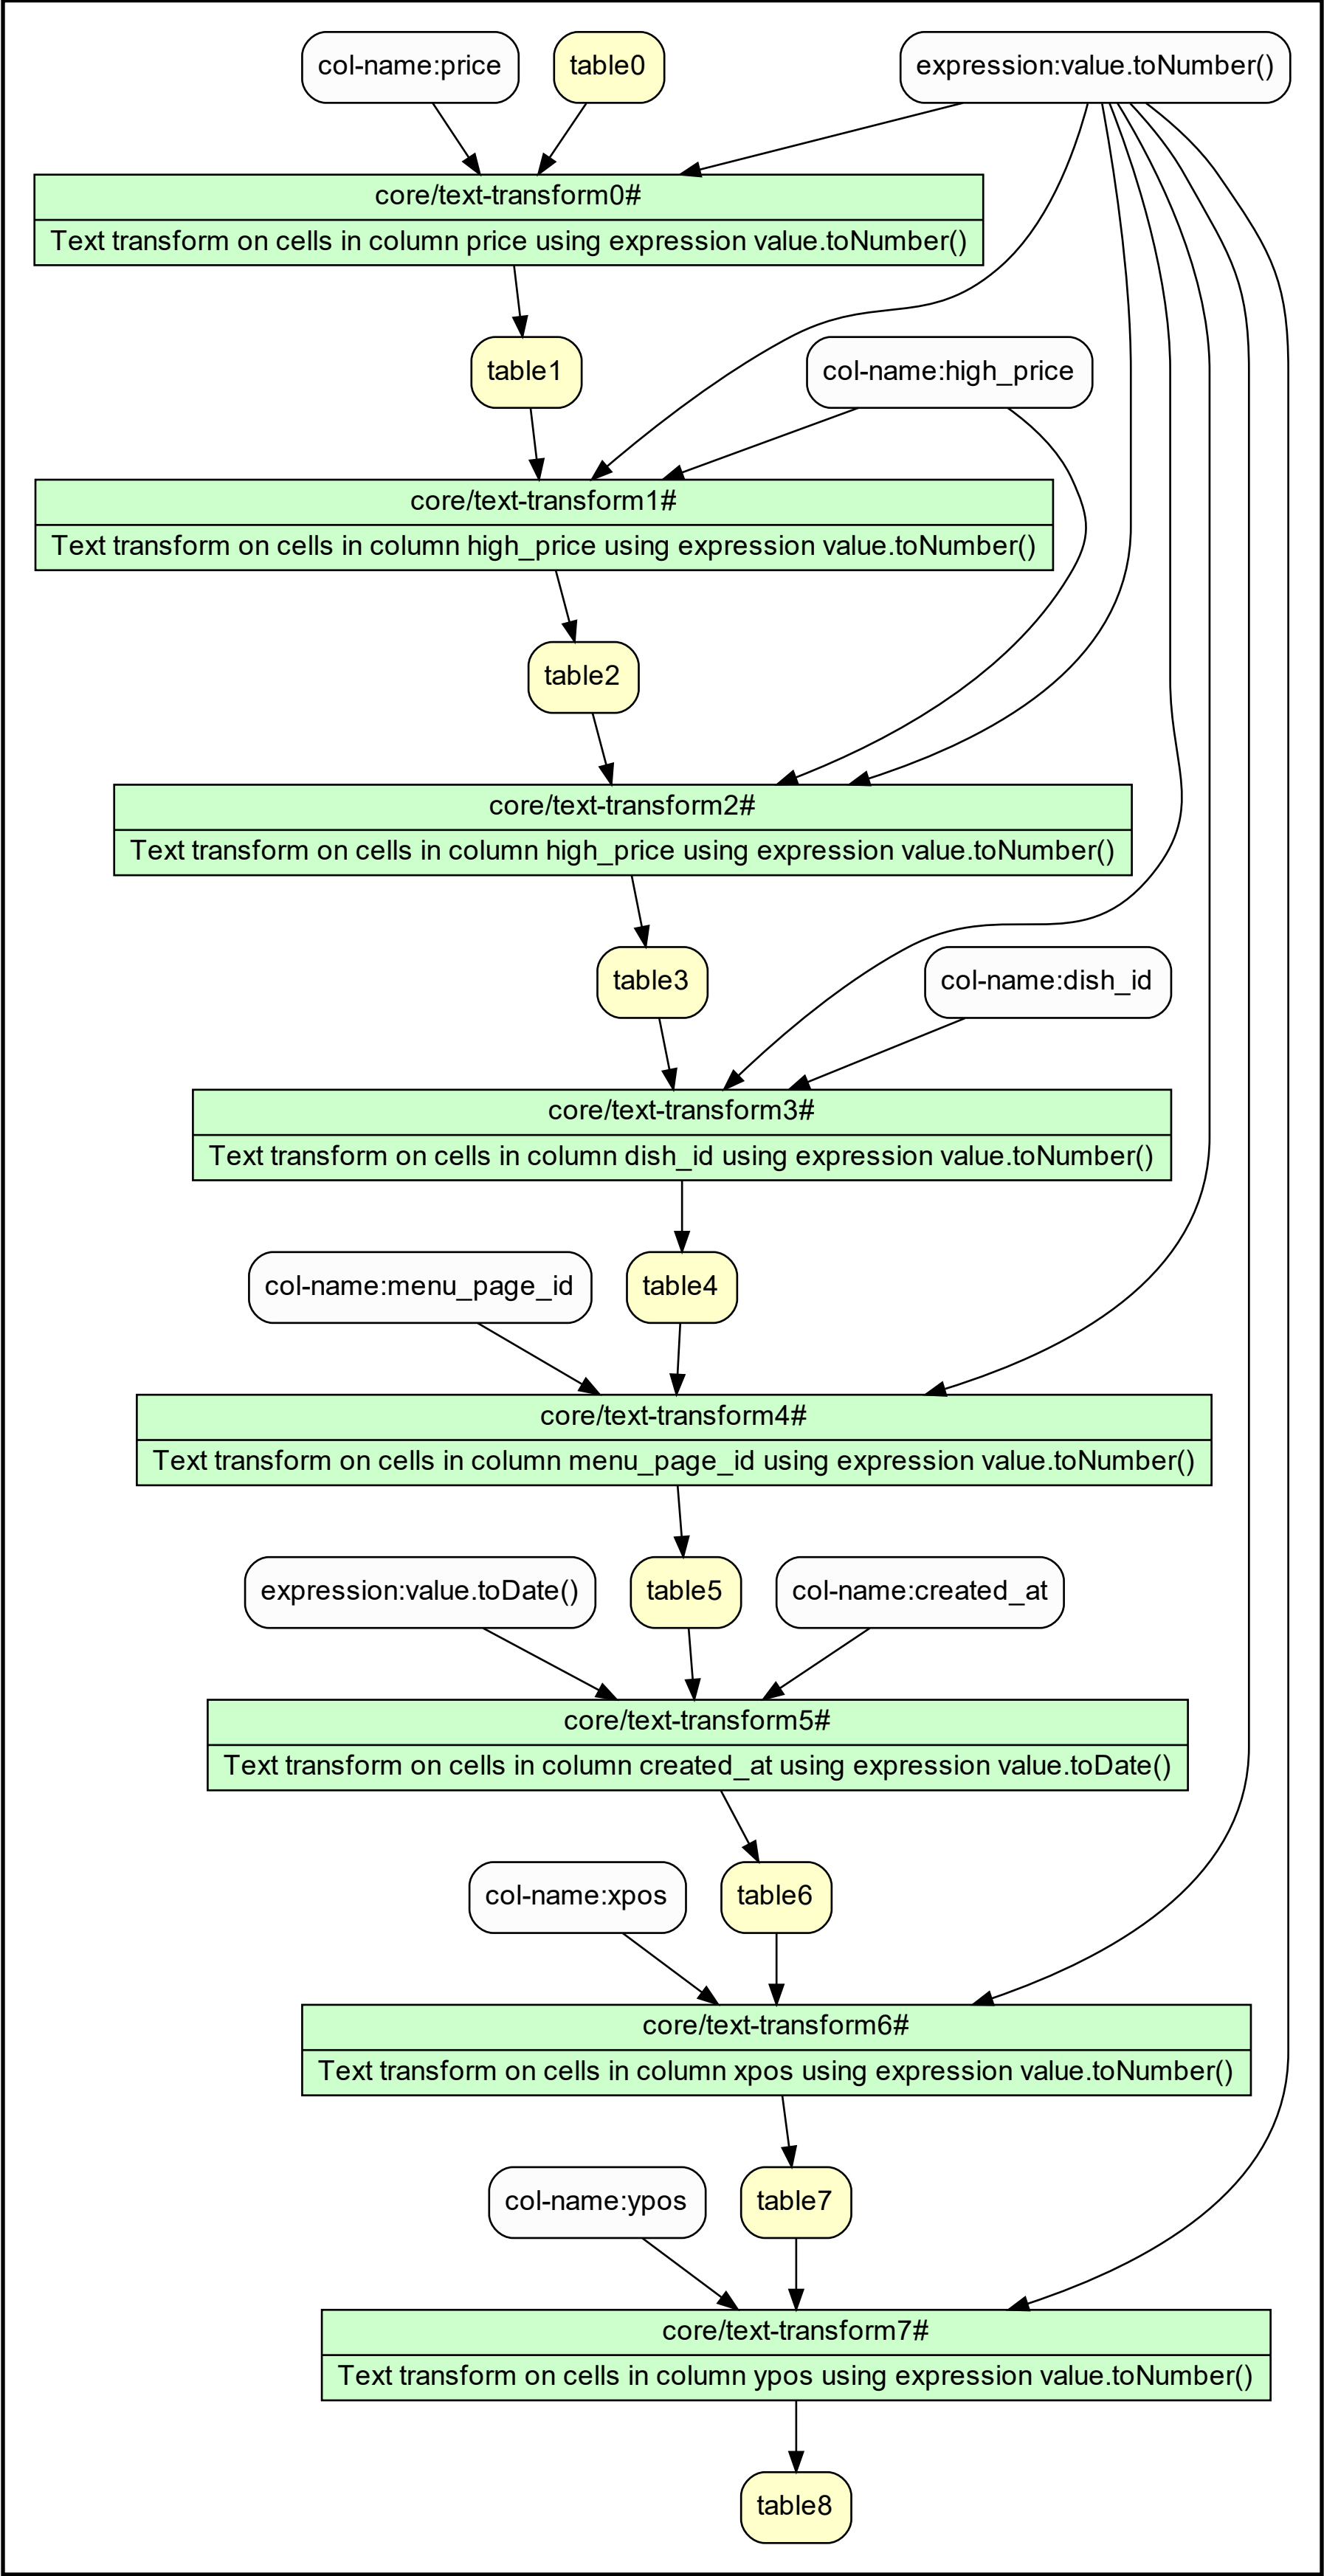 col-name:price
table0
expression:value.toNumber()
core/text-transform0#
Text transform on cells in column price using expression value.toNumber()
table1
col-name:high_price
core/text-transform1#
Text transform on cells in column high_price using expression value.toNumber()
table2
core/text-transform2#
Text transform on cells in column high_price using expression value.toNumber()
table3
col-name:dish_id
core/text-transform3#
Text transform on cells in column dish_id using expression value.toNumber()
col-name:menu_page_id
table4
core/text-transform4#
Text transform on cells in column menu_page_id using expression value.toNumber()
expression:value.toDate()
table5
col-name:created_at
core/text-transform5#
Text transform on cells in column created_at using expression value.toDate()
col-name:xpos
table6
core/text-transform6#
Text transform on cells in column xpos using expression value.toNumber()
col-name:ypos
table7
core/text-transform7#
Text transform on cells in column ypos using expression value.toNumber()
table8